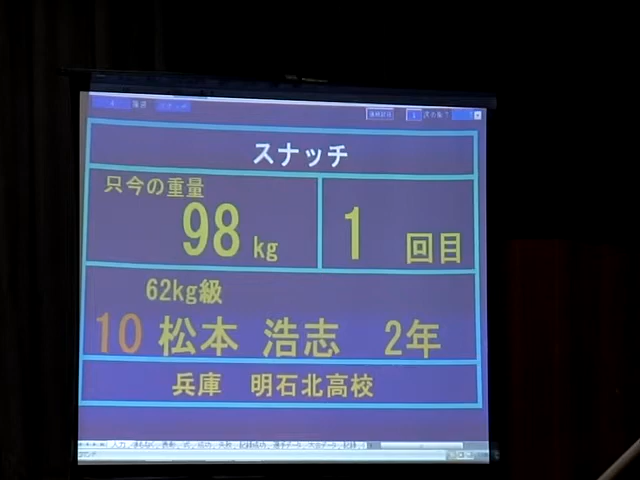 スナッチ
只今の重量
98 kg 1 回目
62kg級
10 松本 浩志 2年
兵庫 明石北高校